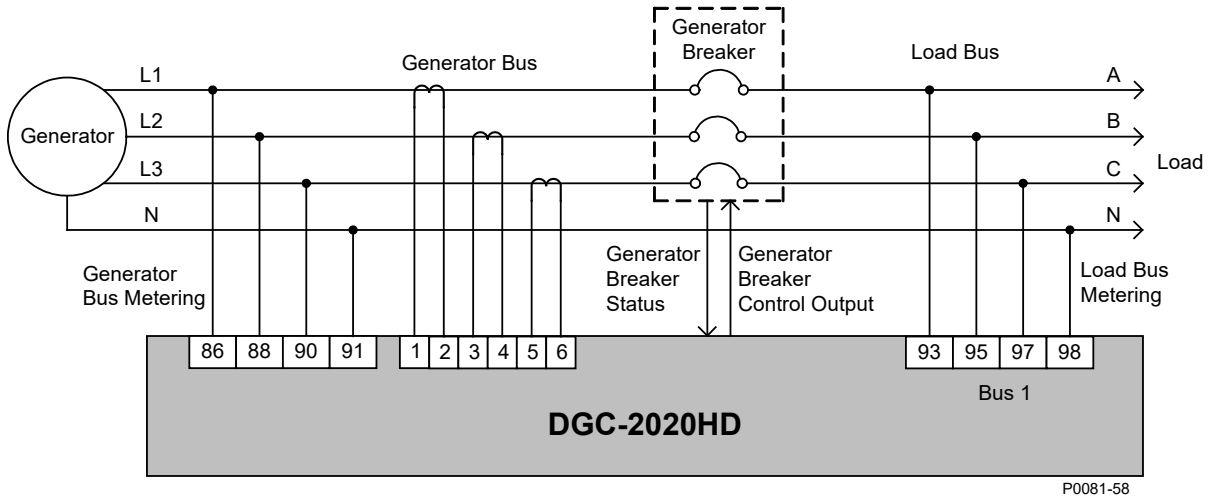 Generator
Breaker
Generator Bus
Load Bus
L1
A
L2
B
Generator
L3
C
Load
N
N
Generator
Bus Metering
Generator
Breaker
Status
Generator
Breaker
Control Output
Load Bus
Metering
86 88 90 91 1 2 3 4 5 6 93 95 97 98
Bus 1
DGC-2020HD
P0081-58